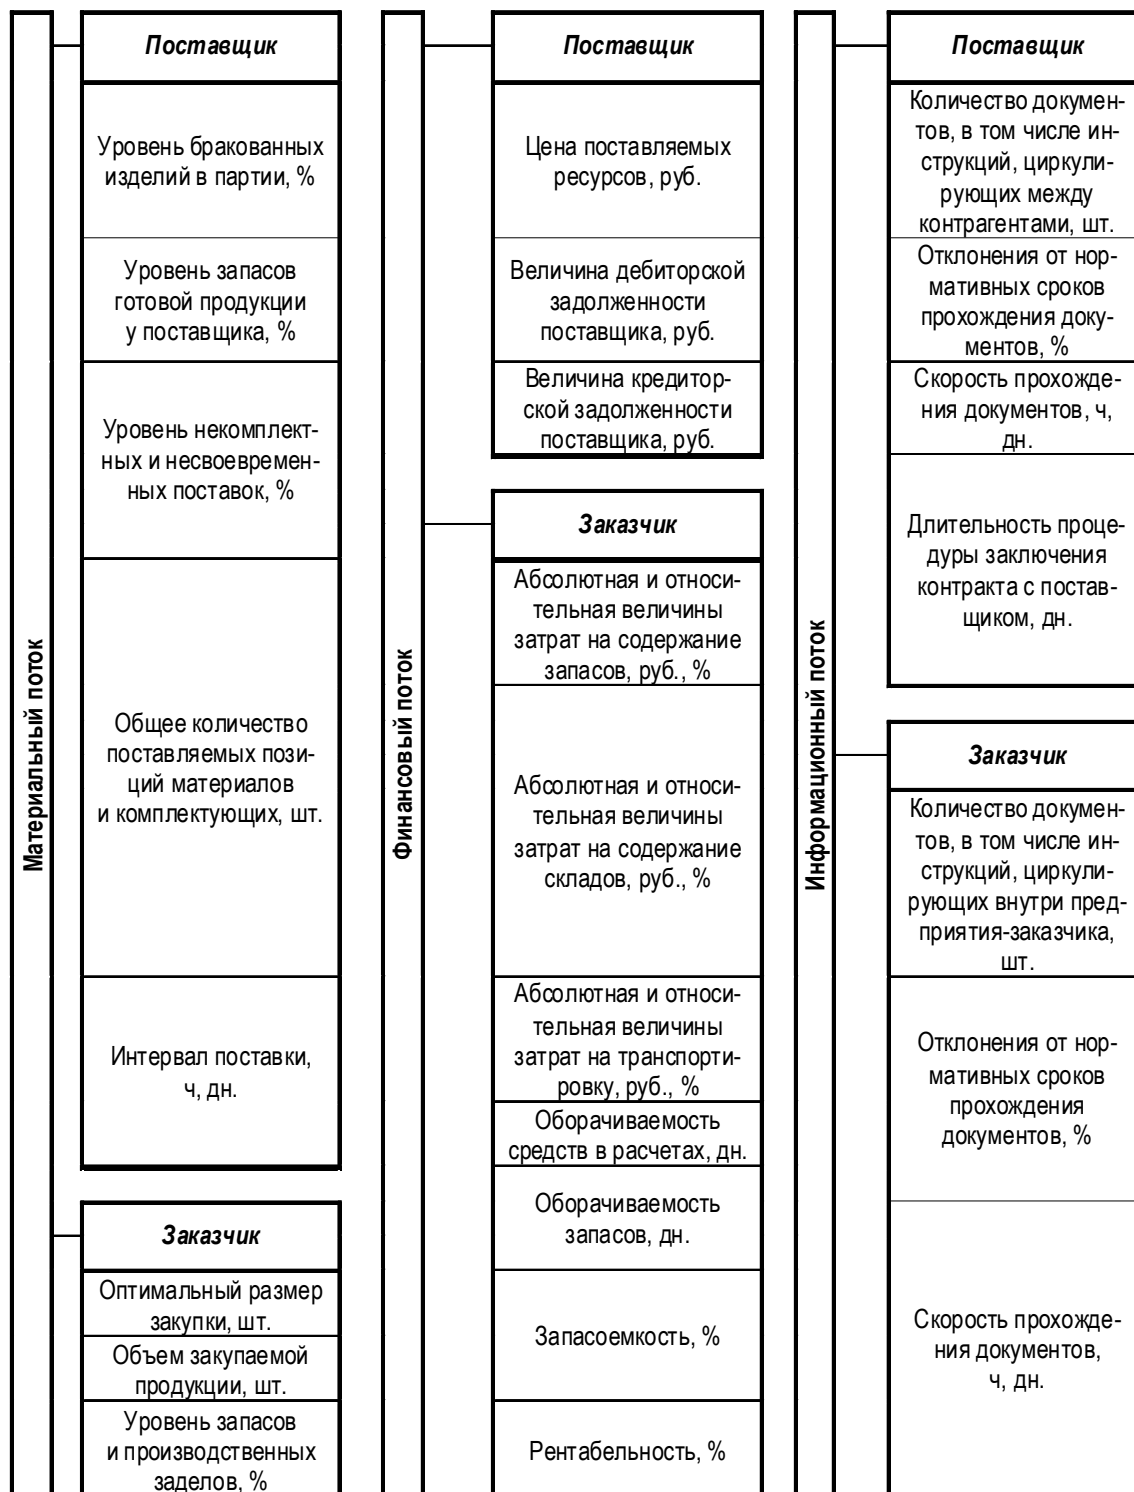 Материальный поток
Поставщик
Уровень бракованных
изделий в партии, %
Уровень запасов
готовой продукции
у поставщика, %
Уровень некомплект-
ных и несвоевремен-
ных поставок, %
Общее количество
поставляемых пози-
ций материалов
и комплектующих, шт.
Интервал поставки,
ч, дн.
Заказчик
Оптимальный размер
закупки, шт.
Объем закупаемой
продукции, шт.
Уровень запасов
и производственных
заделов, %
Финансовый поток
Поставщик
Цена поставляемых
ресурсов, руб.
Величина дебиторской
задолженности
поставщика, руб.
Величина кредитор-
ской задолженности
поставщика, руб.
Заказчик
Абсолютная и относи-
тельная величины
затрат на содержание
запасов, руб., %
Абсолютная и относи-
тельная величины
затрат на содержание
складов, руб., %
Абсолютная и относи-
тельная величины
затрат на транспорти-
ровку, руб., %
Оборачиваемость
средств в расчетах, дн.
Оборачиваемость
запасов, дн.
Запасоемкость, %
Рентабельность, %
Информационный поток
Поставщик
Количество докумен-
тов, в том числе ин-
струкций, циркули-
рующих между
контрагентами, шт.
Отклонения от нор-
мативных сроков
прохождения доку-
ментов, %
Скорость прохожде-
ния документов, ч,
дн.
Длительность проце-
дуры заключения
контракта с постав-
щиком, дн.
Заказчик
Количество докумен-
тов, в том числе ин-
струкций, циркули-
рующих внутри пред-
приятия-заказчика,
шт.
Отклонения от нор-
мативных сроков
прохождения
документов, %
Скорость прохожде-
ния документов,
ч, дн.